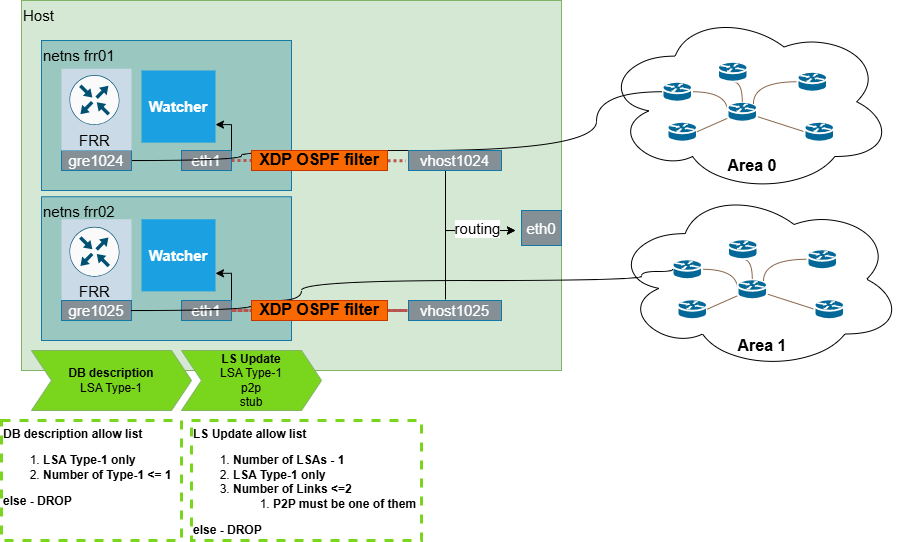 Host
netns frr01
Watcher
FRR
gre1024
eth1
XDP OSPF filter
vhost1024
Area 0
netns frr02
routing
eth0
Watcher
FRR
gre1025
eth1
XDP OSPF filter
vhost1025
Area 1
DB description
LSA Type-1
LS Update
LSA Type-1
p2p
stub
DB description allow list
1. LSA Type-1 only
2. Number of Type-1 <= 1
else - DROP
LS Update allow list
1. Number of LSAs - 1
2. LSA Type-1 only
3. Number of Links <=2
1. P2P must be one of them
else - DROP